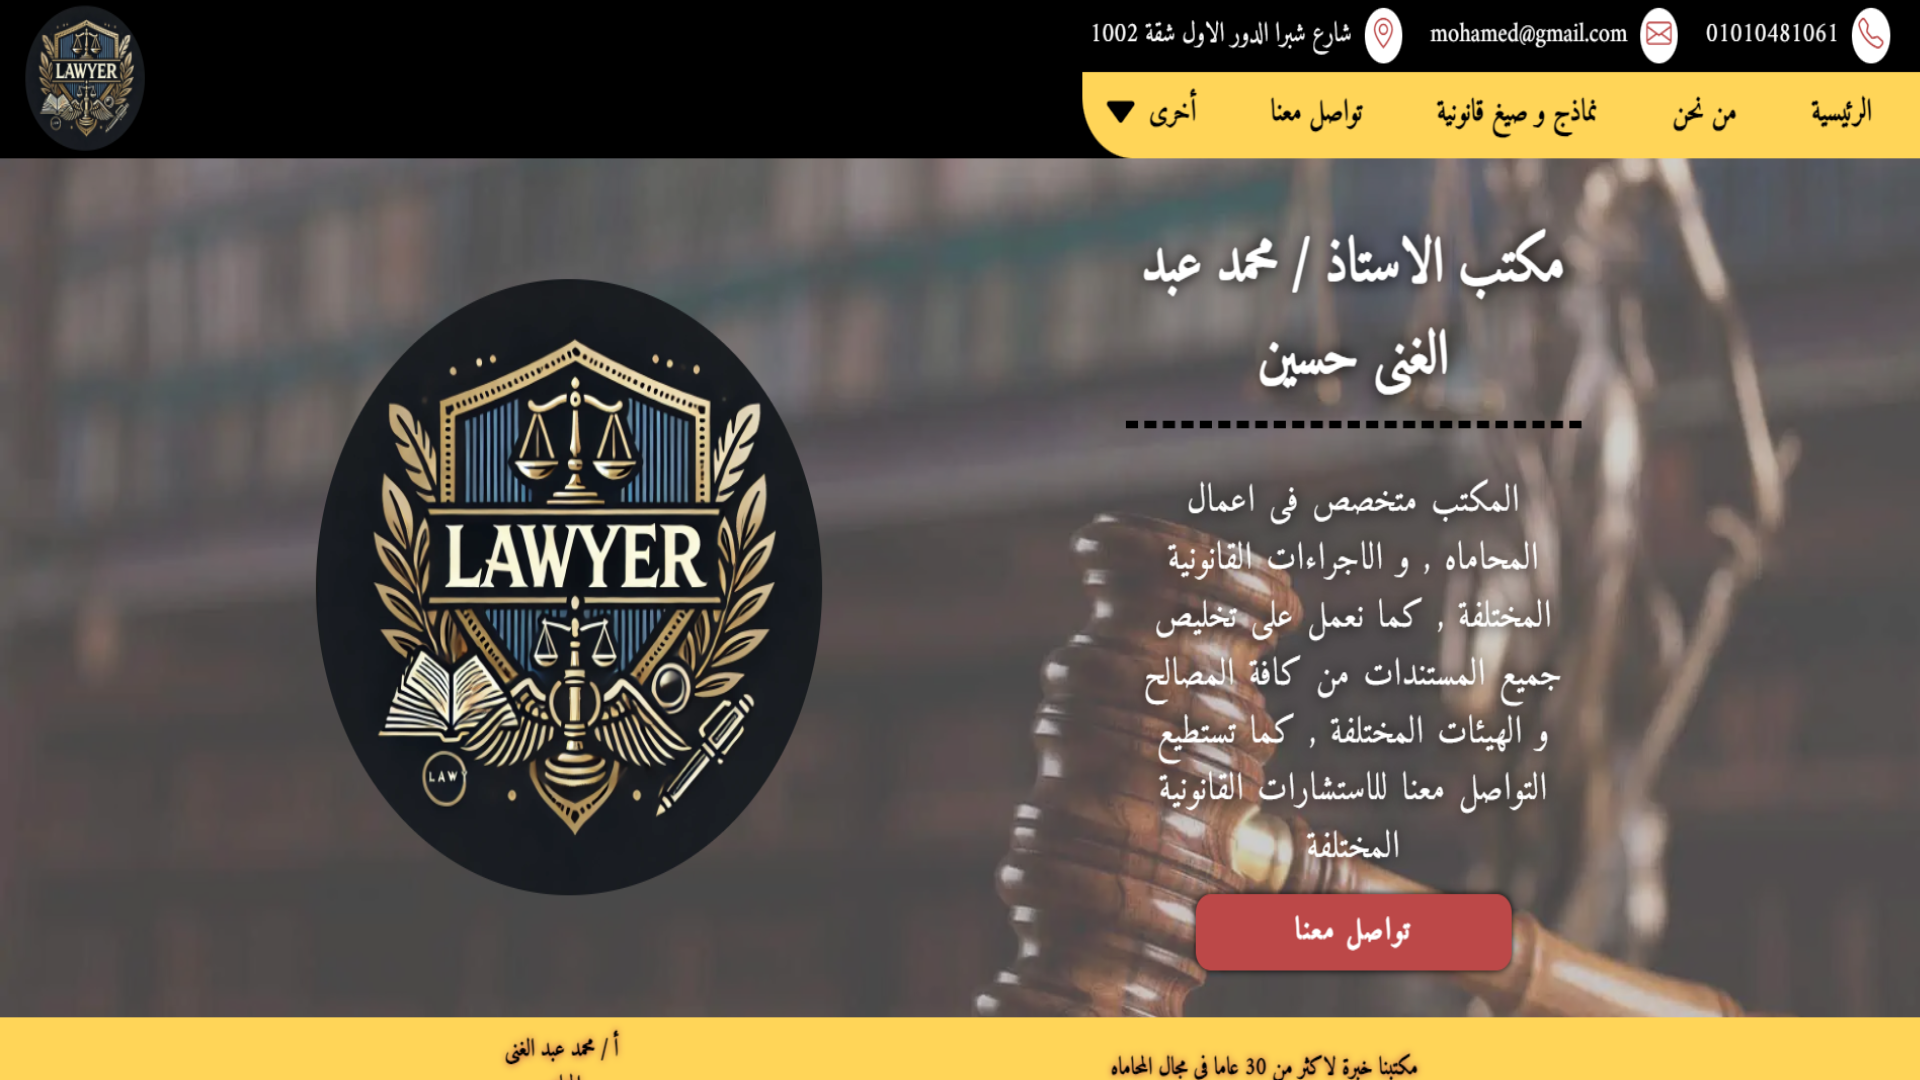 01010481061
mohamed@gmail.com
شارع شبرا الدور الاول شقة 1002
LAWYER
الرئيسية
من نحن
نماذج و صيغ قانونية
تواصل معنا
أخرى
مكتب الاستاذ / محمد عبد
الغنى حسين
المكتب متخصص فى اعمال
المحاماه , و الاجراءات القانونية
المختلفة , كما نعمل على تخليص
جميع المستندات من كافة المصالح
و الهيئات المختلفة , كما تستطيع
التواصل معنا للاستشارات القانونية
المختلفة
تواصل معنا
LAWYER
LAW
مكتبنا خبرة لاكثر من 30 عاما فى مجال المحاماه
أ / محمد عبد الغنى